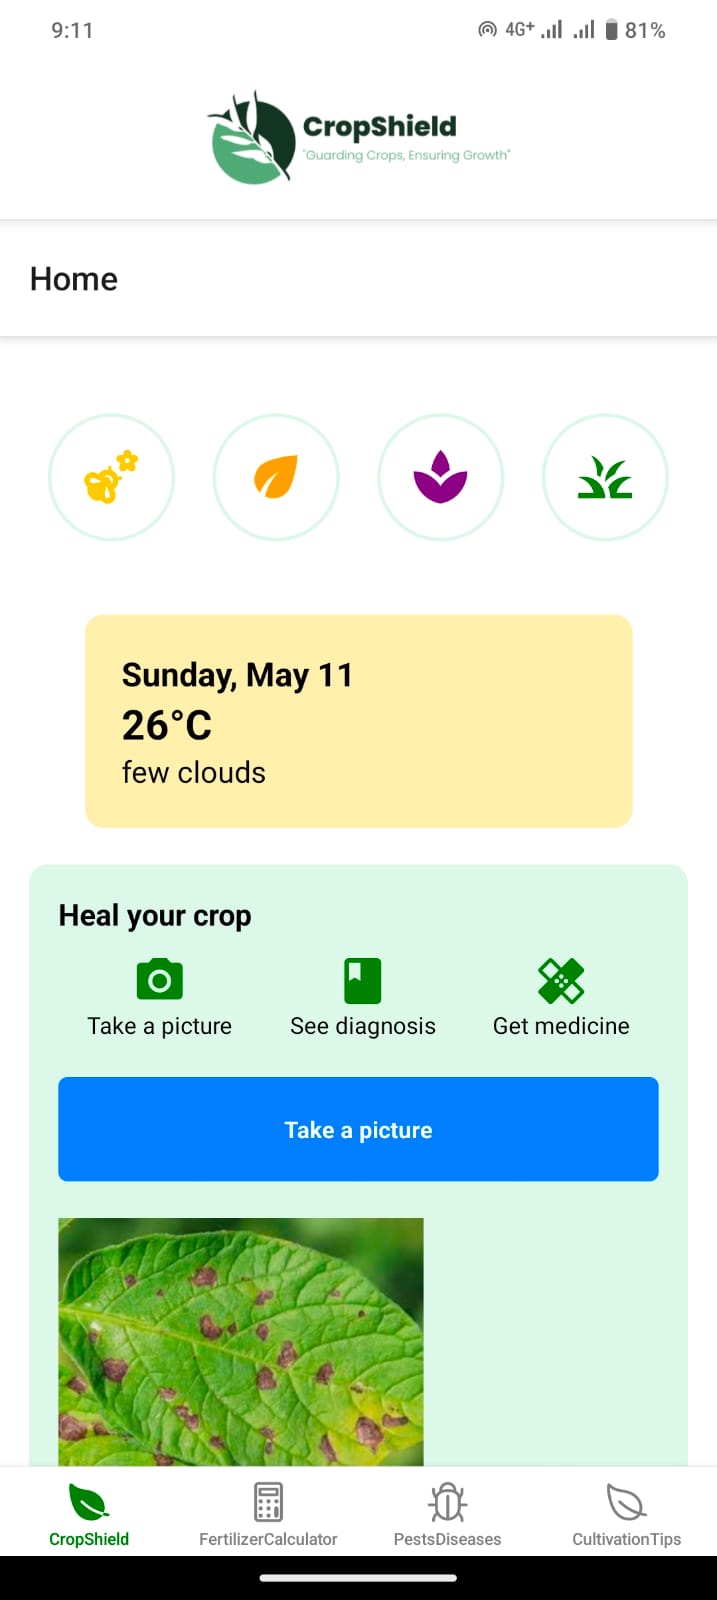 9:11
4G+
81%
CropShield
"Guarding Crops, Ensuring Growth"
Home
Sunday, May 11
26°C
few clouds
Heal your crop
Take a picture
See diagnosis
Get medicine
Take a picture
CropShield
FertilizerCalculator
PestsDiseases
CultivationTips